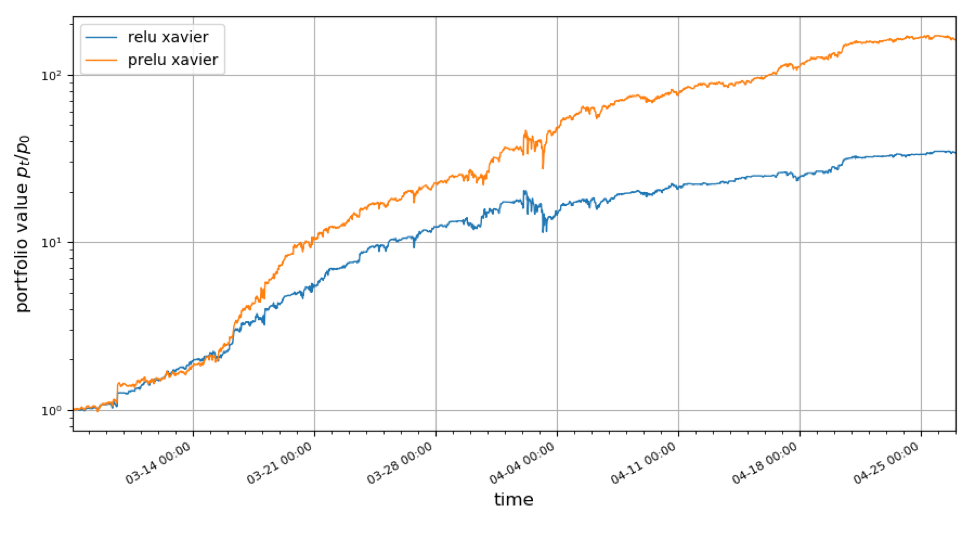 relu xavier
prelu xavier
10²
10¹
10⁰
portfolio value pₜ/p₀
03-14 00:00
03-21 00:00
03-28 00:00
04-04 00:00
04-11 00:00
04-18 00:00
04-25 00:00
time